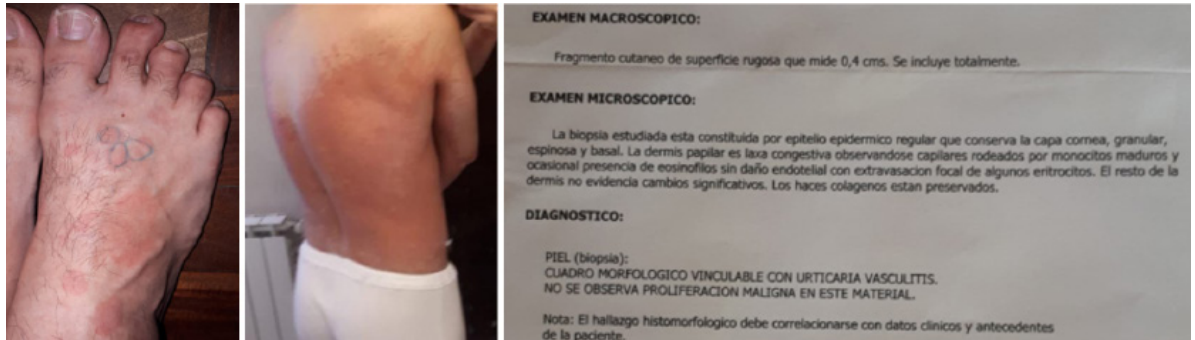 EXAMEN MACROSCOPICO:
Fragmento cutaneo de superficie rugosa que mide 0,4 cms. Se incluye totalmente.
EXAMEN MICROSCOPICO:
La biopsia estudiada esta constituida por epitelio epidermico regular que conserva la capa cornea, granular,
espinosa y basal. La dermis papilar es laxa congestiva observandose capilares rodeados por monocitos maduros y
ocasional presencia de eosinofilos sin daño endotelial con extravasacion focal de algunos eritrocitos. El resto de la
dermis no evidencia cambios significativos. Los haces colagenos estan preservados.
DIAGNOSTICO:
PIEL (biopsia):
CUADRO MORFOLOGICO VINCULABLE CON URTICARIA VASCULITIS.
NO SE OBSERVA PROLIFERACION MALIGNA EN ESTE MATERIAL.
Nota: El hallazgo histomorfologico debe correlacionarse con datos clinicos y antecedentes
de la paciente.